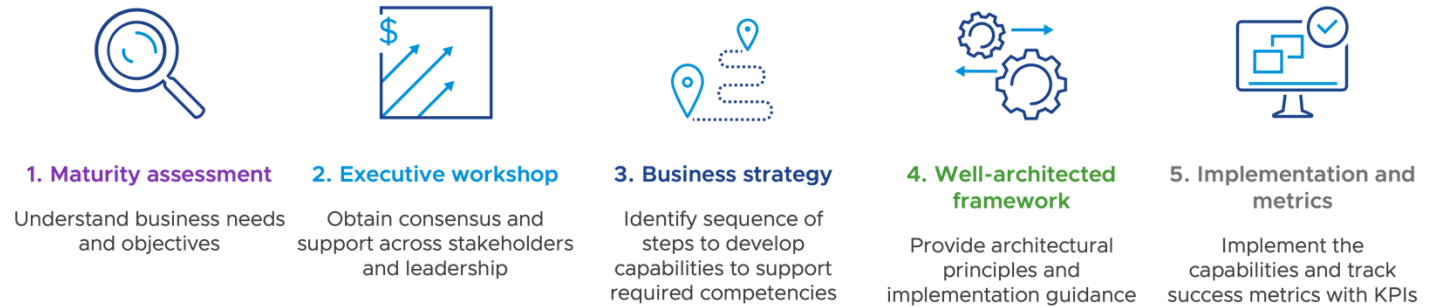 $
1. Maturity assessment
Understand business needs
and objectives
2. Executive workshop
Obtain consensus and
support across stakeholders
and leadership
3. Business strategy
Identify sequence of
steps to develop
capabilities to support
required competencies
4. Well-architected
framework
Provide architectural
principles and
implementation guidance
5. Implementation and
metrics
Implement the
capabilities and track
success metrics with KPIs